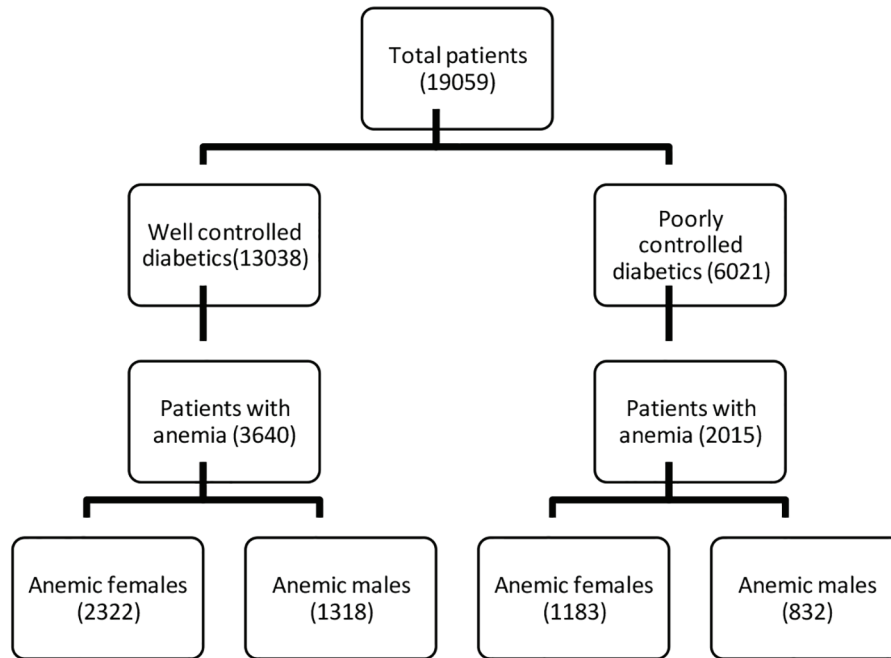 Total patients
(19059)
Well controlled
diabetics(13038)
Poorly
controlled
diabetics (6021)
Patients with
anemia (3640)
Patients with
anemia (2015)
Anemic females
(2322)
Anemic males
(1318)
Anemic females
(1183)
Anemic males
(832)